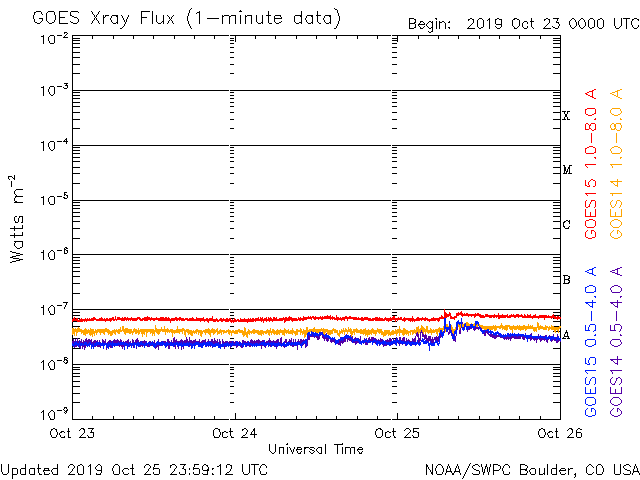 GOES Xray Flux (1-minute data)
Begin: 2019 Oct 23 0000 UTC
10⁻²
10⁻³
10⁻⁴
10⁻⁵
10⁻⁶
10⁻⁷
10⁻⁸
10⁻⁹
Watts m⁻²
X
M
C
B
A
GOES15 1.0-8.0 A
GOES14 1.0-8.0 A
GOES15 0.5-4.0 A
GOES14 0.5-4.0 A
Oct 23 Oct 24 Oct 25 Oct 26
Universal Time
Updated 2019 Oct 25 23:59:12 UTC
NOAA/SWPC Boulder, CO USA